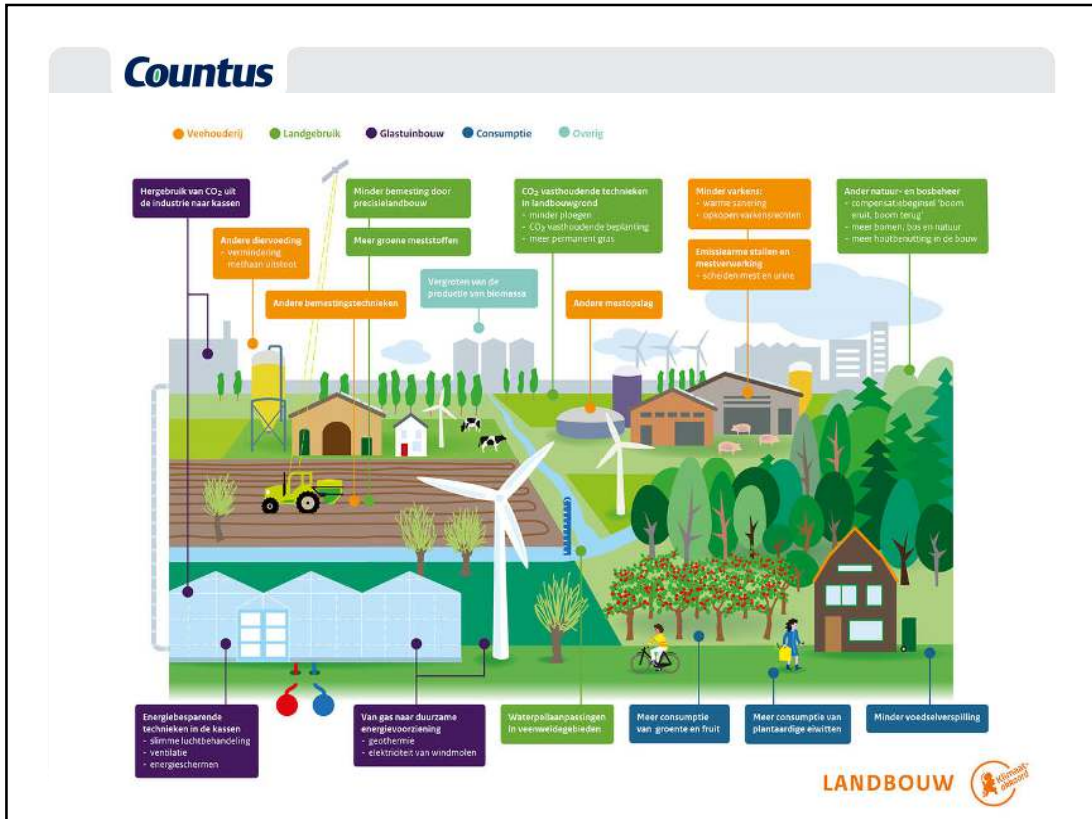 Countus
Veehouderij
Landgebruik
Glastuinbouw
Consumptie
Overig
Hergebruik van CO₂ uit
de industrie naar kassen
Minder bemesting door
precisielandbouw
Meer groene meststoffen
CO₂ vasthoudende technieken
in landbouwgrond
- minder ploegen
- CO₂ vasthoudende beplanting
- meer permanent gras
Minder varkens:
- warme sanering
- opkopen varkensrechten
Emissiearme stallen en
mestverwerking
- scheiden mest en urine
Ander natuur- en bosbeheer
- compensatiebeginsel 'boom
eruit, boom terug'
- meer bomen, bos en natuur
- meer houtbenutting in de bouw
Andere diervoeding
- vermindering
methaan uitstoot
Andere bemestingstechnieken
Vergroten van de
productie van biomassa
Andere mestopslag
Energiebesparende
technieken in de kassen
- slimme luchtbehandeling
- ventilatie
- energieschermen
Van gas naar duurzame
energievoorziening
- geothermie
- elektriciteit van windmolen
Waterpeilaanpassingen
in veenweidegebieden
Meer consumptie
van groente en fruit
Meer consumptie van
plantaardige eiwitten
Minder voedselverspilling
LANDBOUW
Klimaat-
akkoord